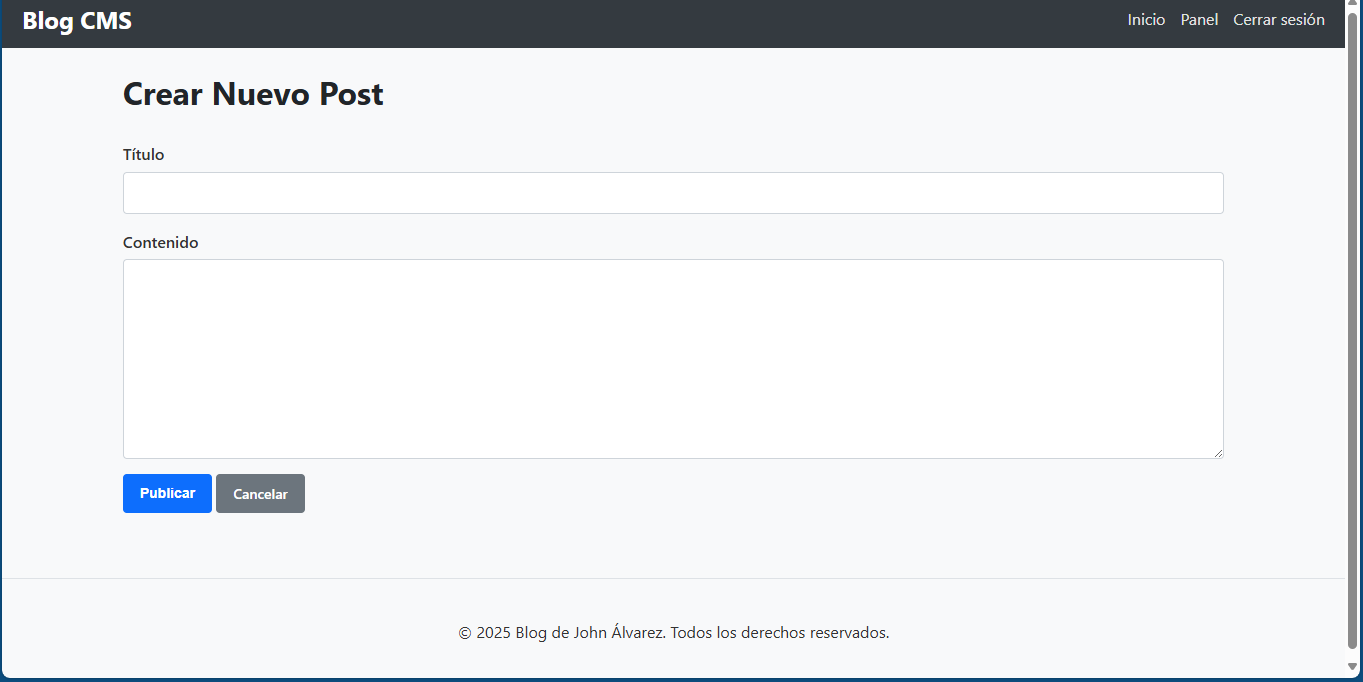 Blog CMS
Inicio Panel Cerrar sesión
Crear Nuevo Post
Título
Contenido
Publicar Cancelar
© 2025 Blog de John Álvarez. Todos los derechos reservados.